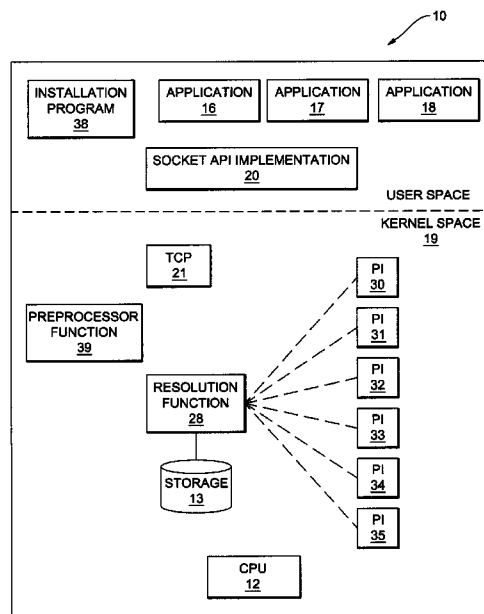 10
INSTALLATION
PROGRAM
38
APPLICATION
16
APPLICATION
17
APPLICATION
18
SOCKET API IMPLEMENTATION
20
USER SPACE
KERNEL SPACE
19
TCP
21
PREPROCESSOR
FUNCTION
39
RESOLUTION
FUNCTION
28
STORAGE
13
PI
30
PI
31
PI
32
PI
33
PI
34
PI
35
CPU
12